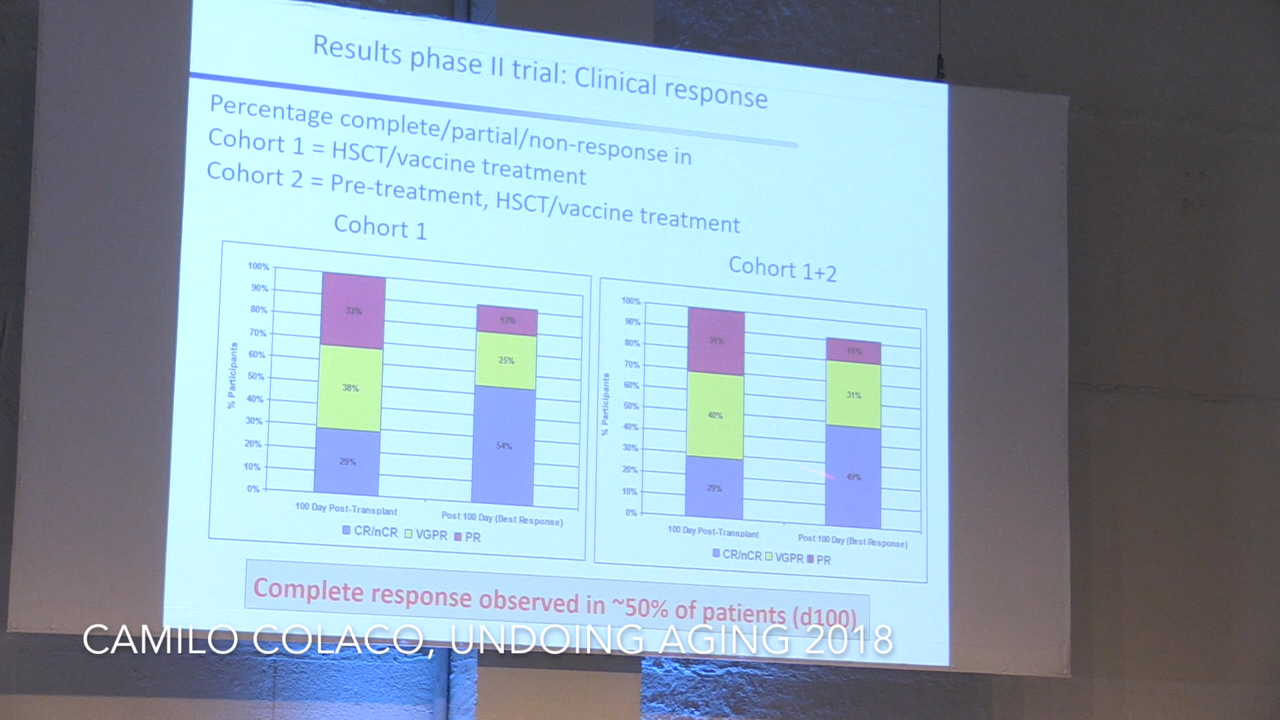 Results phase II trial: Clinical response
Percentage complete/partial/non-response in
Cohort 1 = HSCT/vaccine treatment
Cohort 2 = Pre-treatment, HSCT/vaccine treatment
Cohort 1
100%
90%
80%
70%
60%
50%
40%
30%
20%
10%
0%
% Participants
33%
38%
29%
13%
25%
54%
100 Day Post-Transplant
Post 100 Day (Best Response)
CR/nCR VGPR PR
Cohort 1+2
100%
90%
80%
70%
60%
50%
40%
30%
20%
10%
0%
% Participants
31%
40%
29%
31%
49%
100 Day Post-Transplant
Post 100 Day (Best Response)
CR/nCR VGPR PR
Complete response observed in ~50% of patients (d100)
CAMILO COLACO, UNDOING AGING 2018